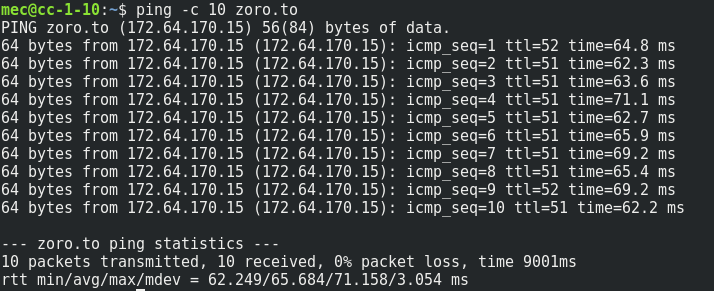 mec@cc-1-10:~$ ping -c 10 zoro.to
PING zoro.to (172.64.170.15) 56(84) bytes of data.
64 bytes from 172.64.170.15 (172.64.170.15): icmp_seq=1 ttl=52 time=64.8 ms
64 bytes from 172.64.170.15 (172.64.170.15): icmp_seq=2 ttl=51 time=62.3 ms
64 bytes from 172.64.170.15 (172.64.170.15): icmp_seq=3 ttl=51 time=63.6 ms
64 bytes from 172.64.170.15 (172.64.170.15): icmp_seq=4 ttl=51 time=71.1 ms
64 bytes from 172.64.170.15 (172.64.170.15): icmp_seq=5 ttl=51 time=62.7 ms
64 bytes from 172.64.170.15 (172.64.170.15): icmp_seq=6 ttl=51 time=65.9 ms
64 bytes from 172.64.170.15 (172.64.170.15): icmp_seq=7 ttl=51 time=69.2 ms
64 bytes from 172.64.170.15 (172.64.170.15): icmp_seq=8 ttl=51 time=65.4 ms
64 bytes from 172.64.170.15 (172.64.170.15): icmp_seq=9 ttl=52 time=69.2 ms
64 bytes from 172.64.170.15 (172.64.170.15): icmp_seq=10 ttl=51 time=62.2 ms

--- zoro.to ping statistics ---
10 packets transmitted, 10 received, 0% packet loss, time 9001ms
rtt min/avg/max/mdev = 62.249/65.684/71.158/3.054 ms